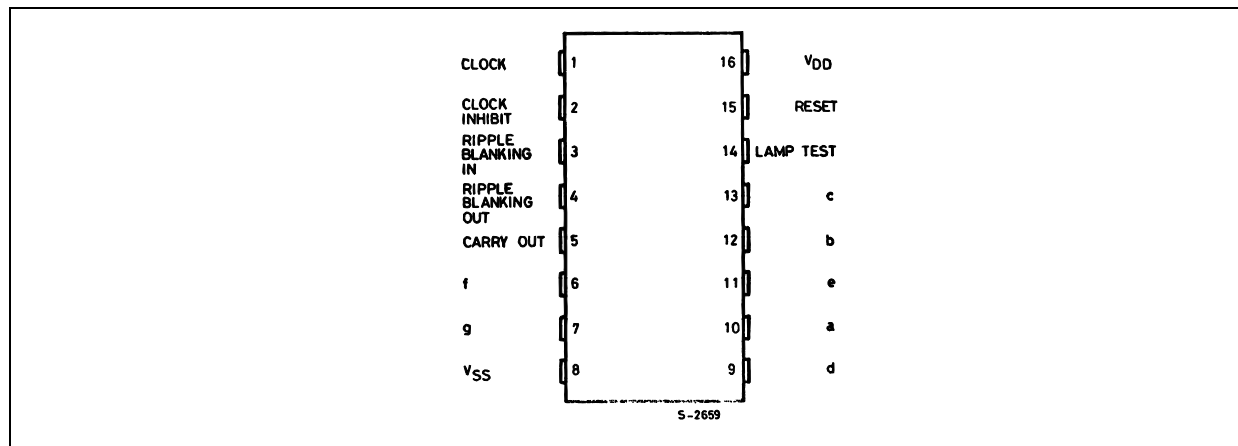 CLOCK 1 16 VDD
CLOCK INHIBIT 2 15 RESET
RIPPLE BLANKING IN 3 14 LAMP TEST
RIPPLE BLANKING OUT 4 13 c
CARRY OUT 5 12 b
f 6 11 e
g 7 10 a
VSS 8 9 d
S-2659